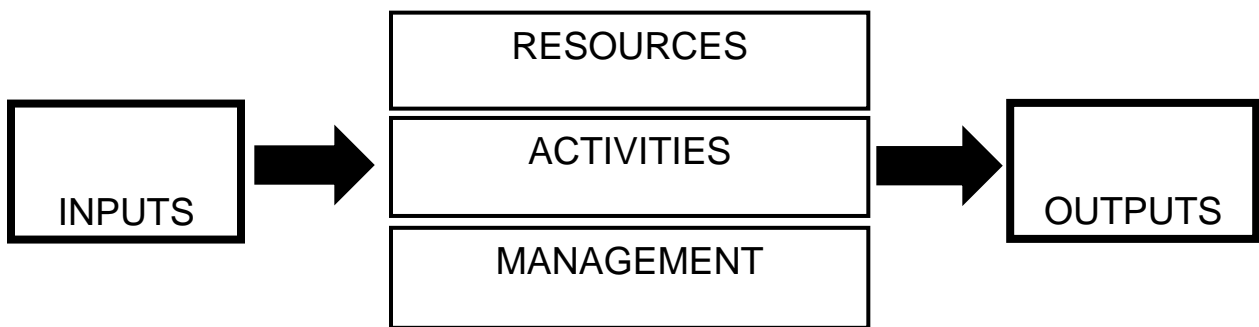 INPUTS
RESOURCES
ACTIVITIES
MANAGEMENT
OUTPUTS